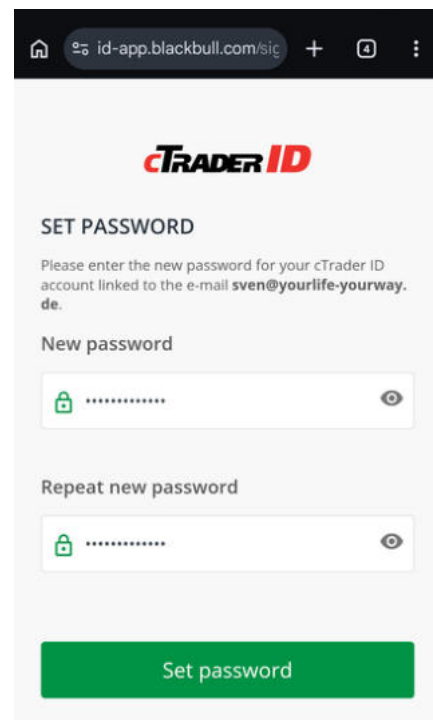 id-app.blackbull.com/sig
4
cTRADER ID
SET PASSWORD
Please enter the new password for your cTrader ID
account linked to the e-mail sven@yourlife-yourway.
de.
New password
•••••••••••••
Repeat new password
•••••••••••••
Set password